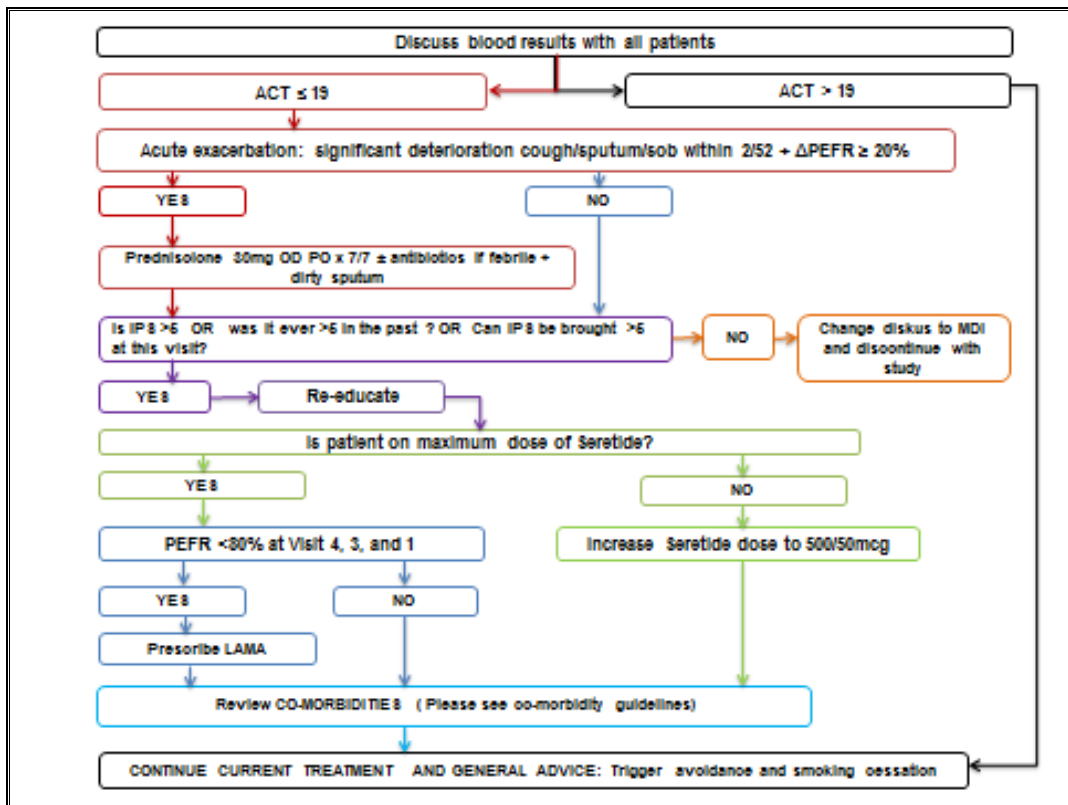 Discuss blood results with all patients
ACT ≤ 19
ACT > 19
Acute exacerbation: significant deterioration cough/sputum/sob within 2/52 + ΔPEFR ≥ 20%
YES
NO
Prednisolone 30mg OD PO x 7/7 ± antibiotics if febrile +
dirty sputum
Is IPS >5 OR was it ever >5 in the past ? OR Can IPS be brought >5
at this visit?
NO
Change diskus to MDI
and discontinue with
study
YES
Re-educate
Is patient on maximum dose of Seretide?
YES
NO
PEFR <80% at Visit 4, 3, and 1
Increase Seretide dose to 500/50mcg
YES
NO
Prescribe LAMA
Review CO-MORBIDITIES ( Please see co-morbidity guidelines)
CONTINUE CURRENT TREATMENT AND GENERAL ADVICE: Trigger avoidance and smoking cessation